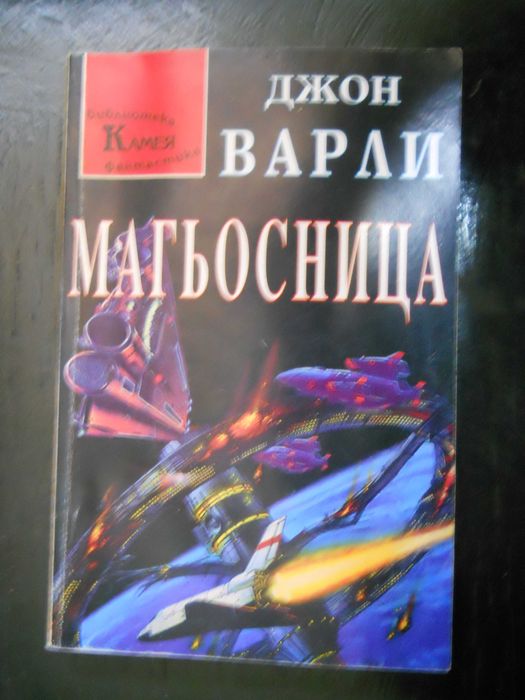 библиотека
КАМЕЯ
фантастика
ДЖОН
ВАРЛИ
МАГЬОСНИЦА